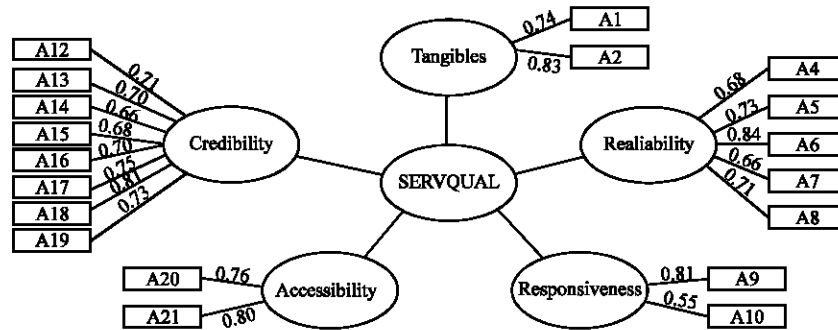 A12
A13
A14
A15
A16
A17
A18
A19
0.71
0.70
0.66
0.68
0.70
0.75
0.81
0.73
Credibility
Tangibles
0.74
A1
0.83
A2
Realiability
0.68
A4
0.73
A5
0.84
A6
0.66
A7
0.71
A8
SERVQUAL
A20
0.76
A21
0.80
Accessibility
Responsiveness
0.81
A9
0.55
A10